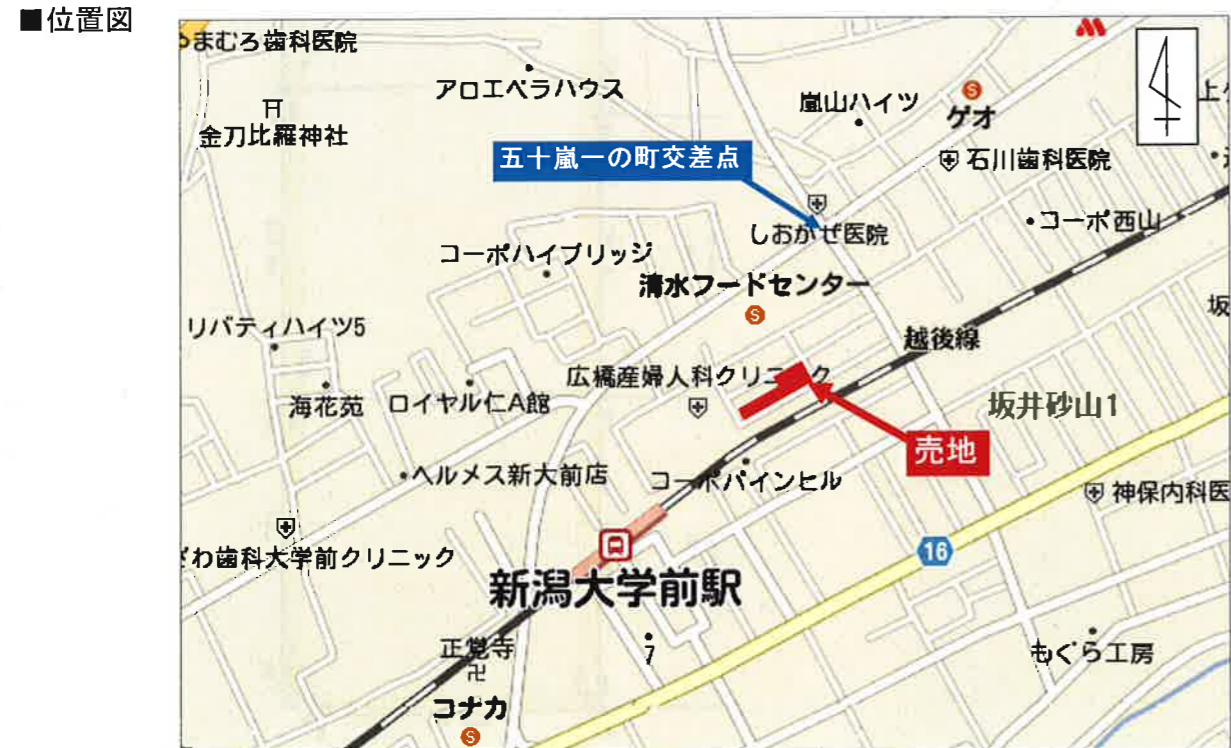 ■位置図
まむろ歯科医院
アロエベラハウス
金刀比羅神社
嵐山ハイツ
ゲオ
上
五十嵐一の町交差点
石川歯科医院
しおかぜ医院
コーポ西山
コーポハイブリッジ
清水フードセンター
坂
リバティハイツ5
越後線
広橋産婦人科クリニック
海花苑
ロイヤル仁A館
坂井砂山1
売地
ヘルメス新大前店
コーポパインヒル
神保内科医
わ歯科大学前クリニック
16
新潟大学前駅
正覚寺
7
もぐら工房
コナカ